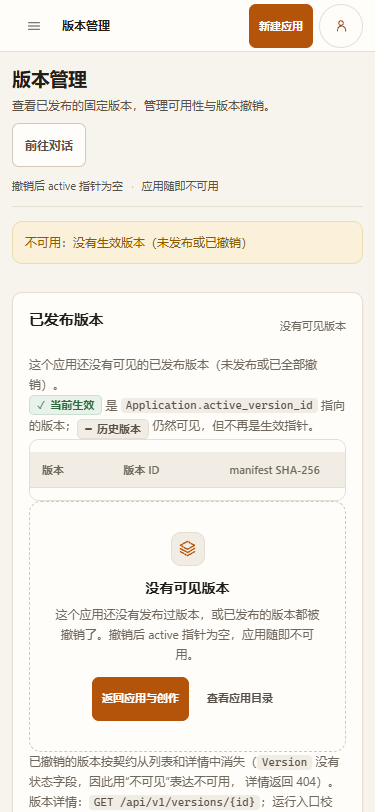 版本管理
新建应用
版本管理
查看已发布的固定版本，管理可用性与版本撤销。
前往对话
撤销后 active 指针为空 · 应用随即不可用
不可用：没有生效版本（未发布或已撤销）
已发布版本
没有可见版本
这个应用还没有可见的已发布版本（未发布或已全部撤
销）。
✓ 当前生效 是 Application.active_version_id 指向
的版本；− 历史版本 仍然可见，但不再是生效指针。
版本 版本 ID manifest SHA-256
没有可见版本
这个应用还没有发布过版本，或已发布的版本都被
撤销了。撤销后 active 指针为空，应用随即不可
用。
返回应用与创作 查看应用目录
已撤销的版本按契约从列表和详情中消失（Version 没有
状态字段，因此用“不可见”表达不可用， 详情返回 404）。
版本详情：GET /api/v1/versions/{id}；运行入口校